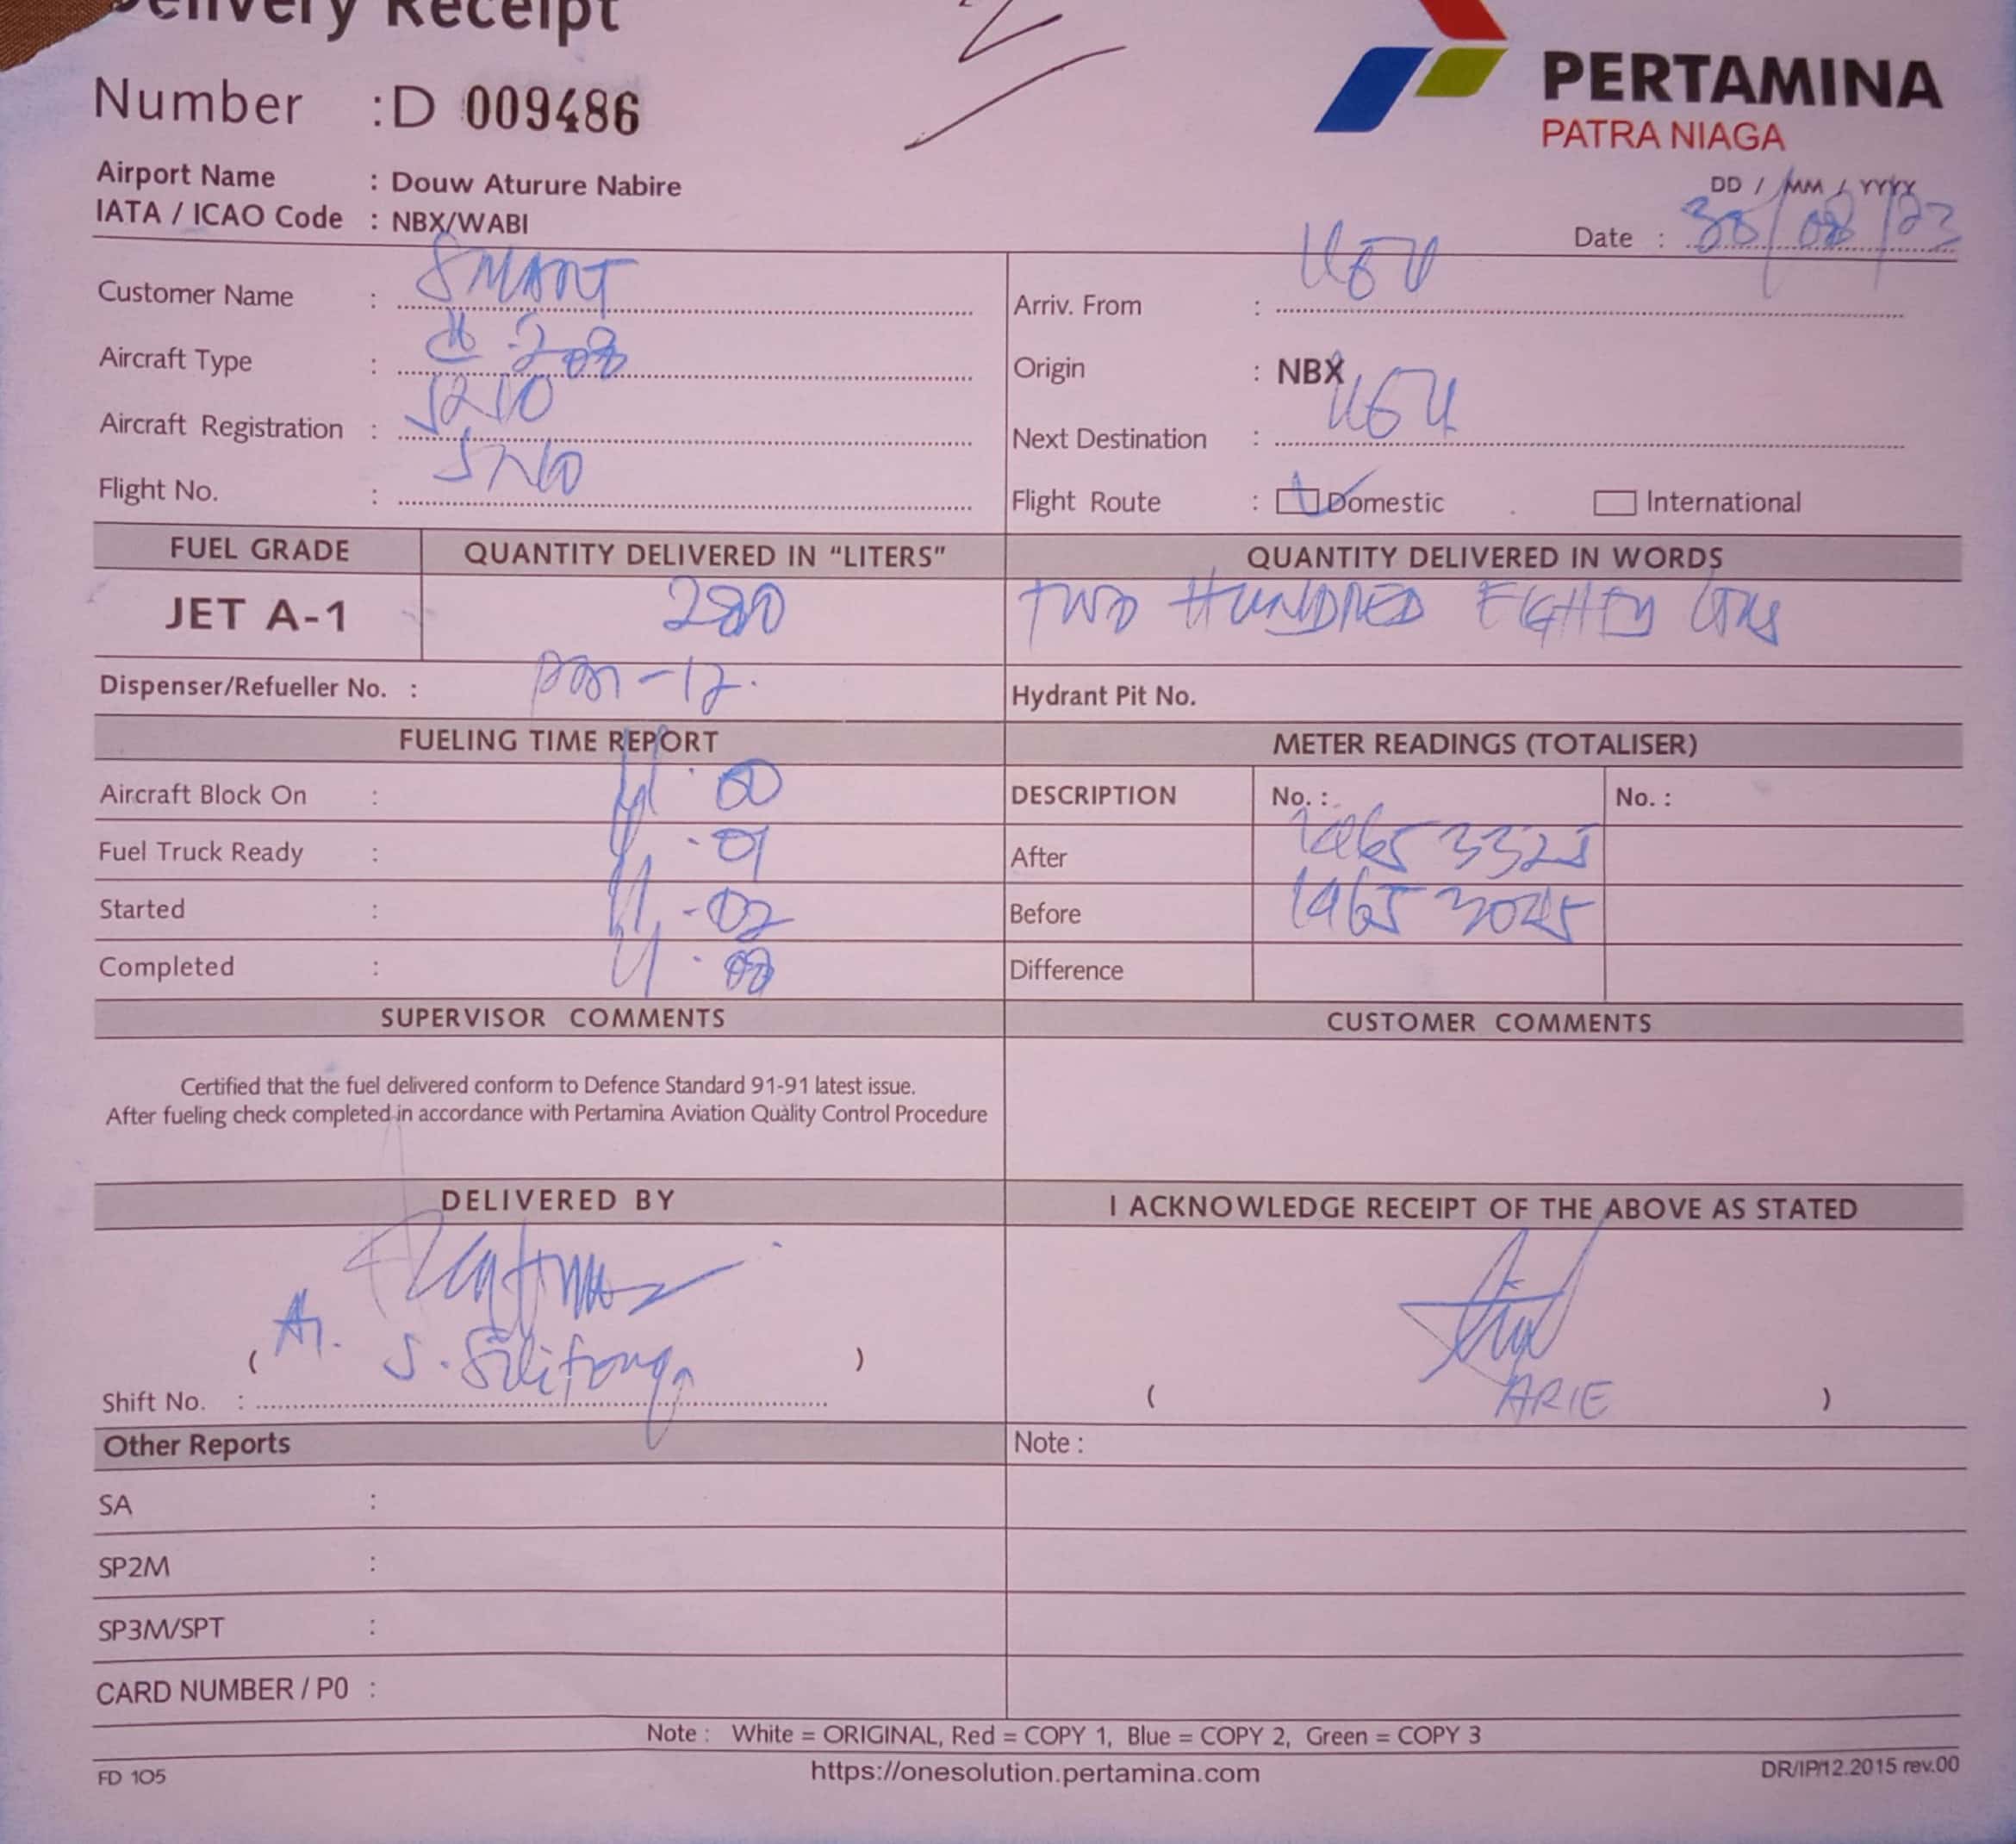 Delivery Receipt
PERTAMINA
PATRA NIAGA
Number : D 009486
Airport Name : Douw Aturure Nabire
IATA / ICAO Code : NBX/WABI
DD / MM / YYYY
Date : 30/08/23
Customer Name : SMART
Arriv. From :
Aircraft Type : 208
Origin : NBX
Aircraft Registration :
Next Destination :
Flight No. :
Flight Route : Domestic International
FUEL GRADE QUANTITY DELIVERED IN “LITERS” QUANTITY DELIVERED IN WORDS
JET A-1 280 TWO HUNDRED EIGHTY LTRS
Dispenser/Refueller No. :
Hydrant Pit No.
FUELING TIME REPORT METER READINGS (TOTALISER)
Aircraft Block On :
DESCRIPTION No. : No. :
Fuel Truck Ready :
After 19653325
Started :
Before 19653045
Completed :
Difference
SUPERVISOR COMMENTS CUSTOMER COMMENTS
Certified that the fuel delivered conform to Defence Standard 91-91 latest issue.
After fueling check completed in accordance with Pertamina Aviation Quality Control Procedure
DELIVERED BY I ACKNOWLEDGE RECEIPT OF THE ABOVE AS STATED
( )
Shift No. :
( ARIE )
Other Reports Note :
SA :
SP2M :
SP3M/SPT :
CARD NUMBER / P0 :
Note : White = ORIGINAL, Red = COPY 1, Blue = COPY 2, Green = COPY 3
FD 105 https://onesolution.pertamina.com DR/IP/12.2015 rev.00